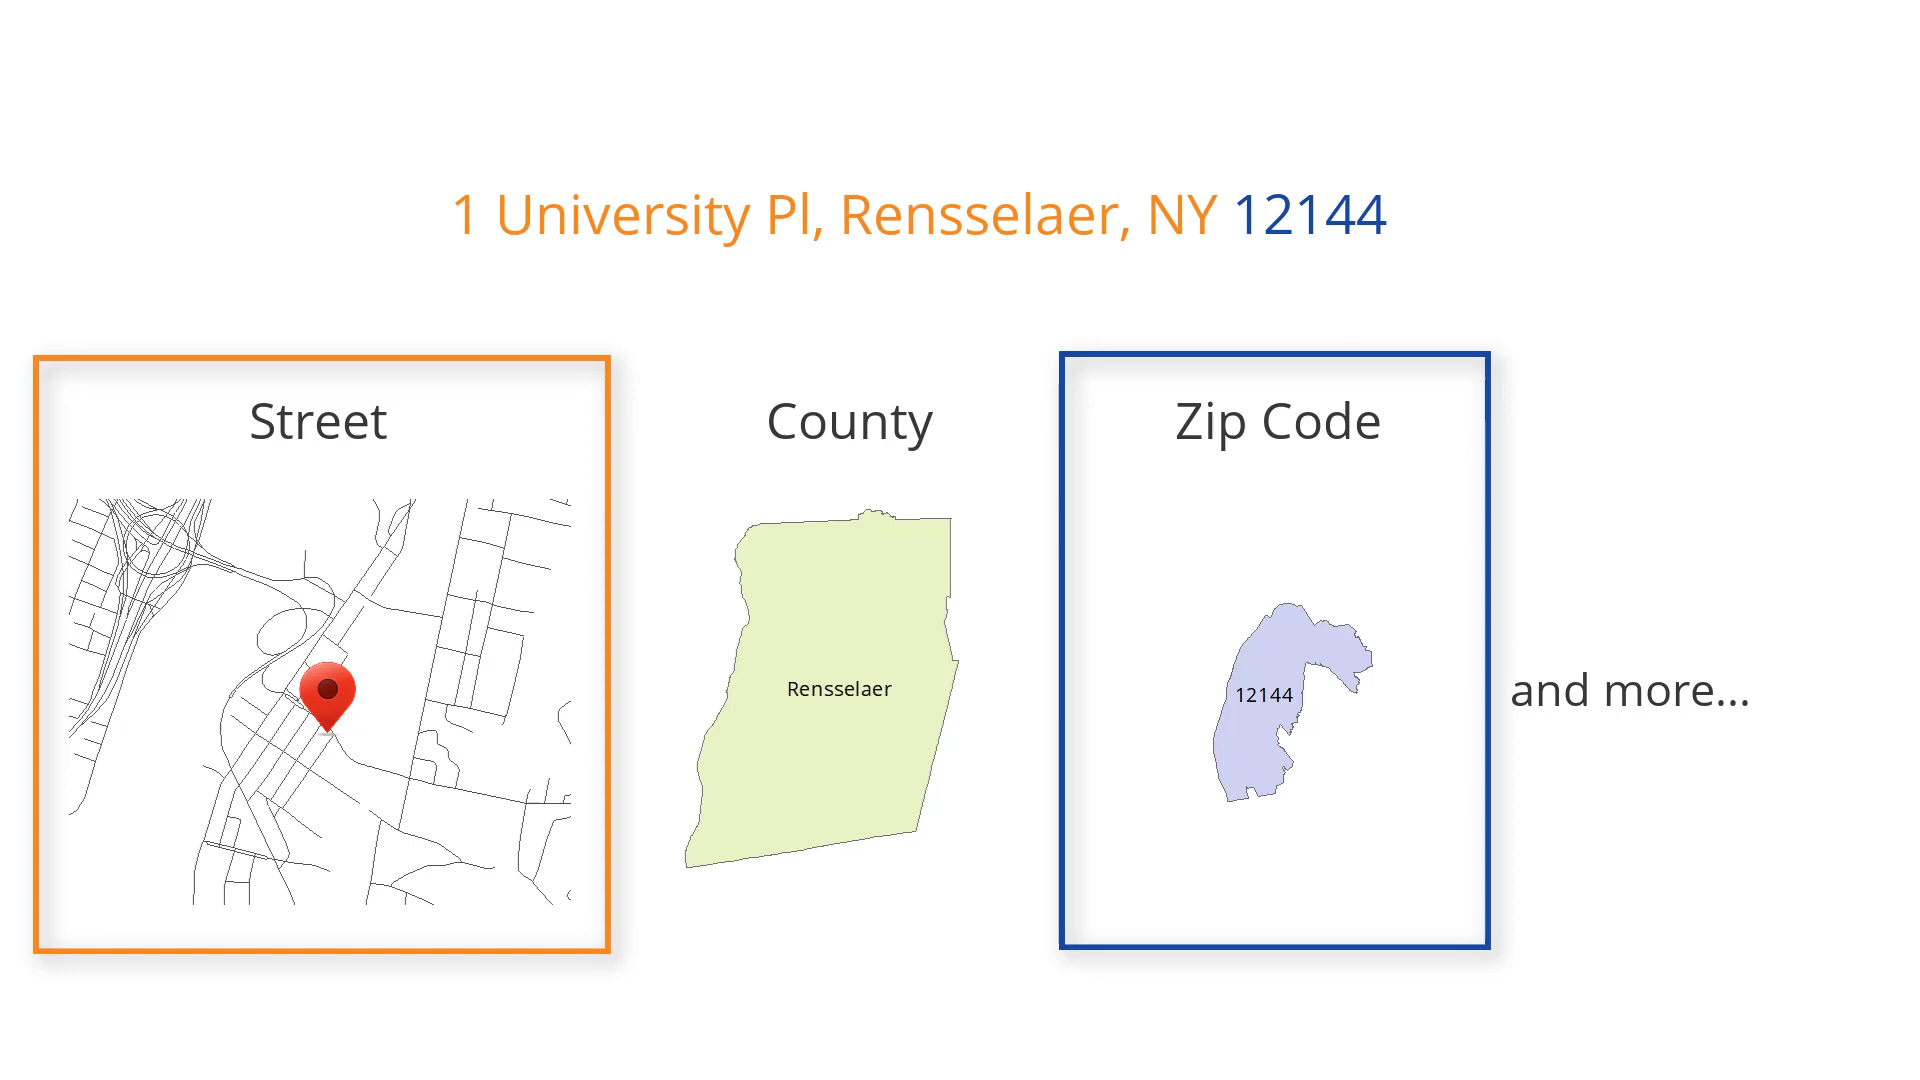 1 University Pl, Rensselaer, NY 12144
Street
County
Zip Code
Rensselaer
12144
and more...